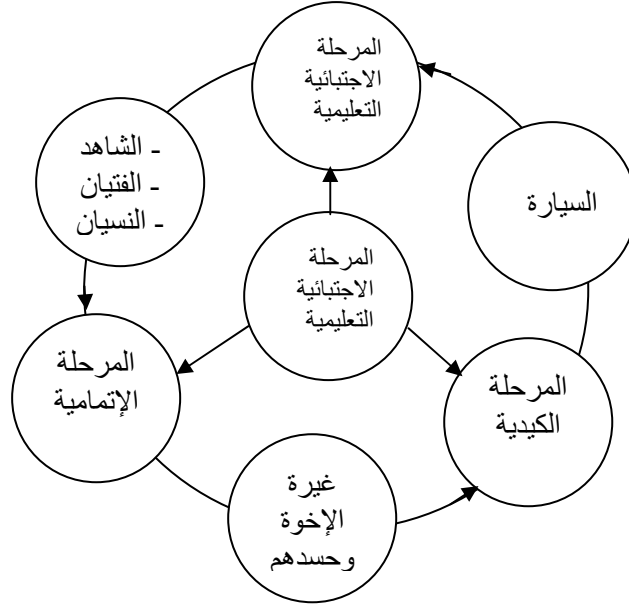 المرحلة
الاجتبائية
التعليمية
السيارة
- الشاهد
- الفتيان
- النسيان
المرحلة
الاجتبائية
التعليمية
المرحلة
الكيدية
المرحلة
الإتمامية
غيرة
الإخوة
وحسدهم